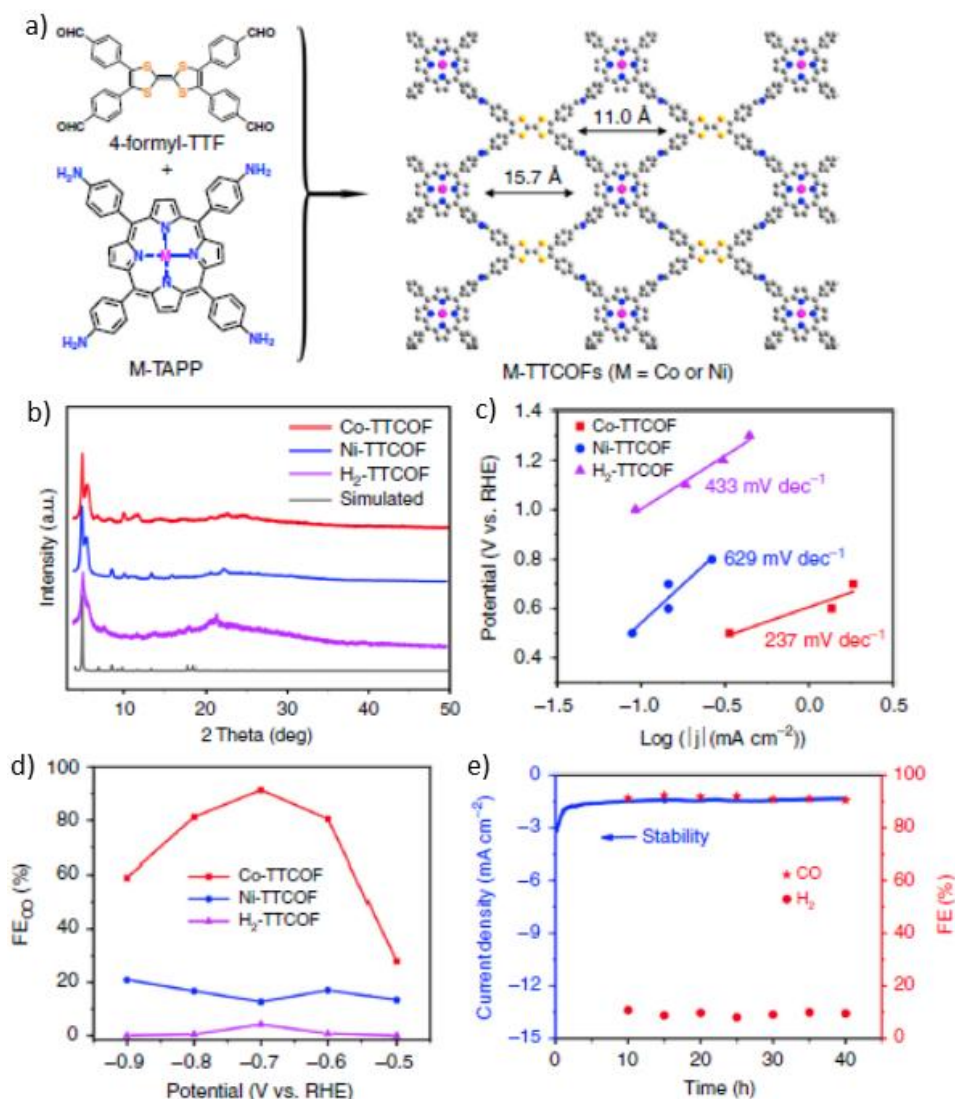 a)
CHO
CHO
S
S
S
S
OHC
CHO
4-formyl-TTF
+
H₂N
NH₂
N
N
M
N
N
H₂N
NH₂
M-TAPP
11.0 Å
15.7 Å
M-TTCOFs (M = Co or Ni)
b)
Co-TTCOF
Ni-TTCOF
H₂-TTCOF
Simulated
Intensity (a.u.)
10
20
30
40
50
2 Theta (deg)
c)
Co-TTCOF
Ni-TTCOF
H₂-TTCOF
433 mV dec⁻¹
629 mV dec⁻¹
237 mV dec⁻¹
Potential (V vs. RHE)
1.4
1.2
1.0
0.8
0.6
0.4
−1.5
−1.0
−0.5
0.0
0.5
Log (|j| (mA cm⁻²))
d)
FE_CO (%)
100
80
60
40
20
0
Co-TTCOF
Ni-TTCOF
H₂-TTCOF
−0.9
−0.8
−0.7
−0.6
−0.5
Potential (V vs. RHE)
e)
Current density (mA cm⁻²)
0
−3
−6
−9
−12
−15
Stability
CO
H₂
100
80
60
40
20
0
FE (%)
0
10
20
30
40
Time (h)